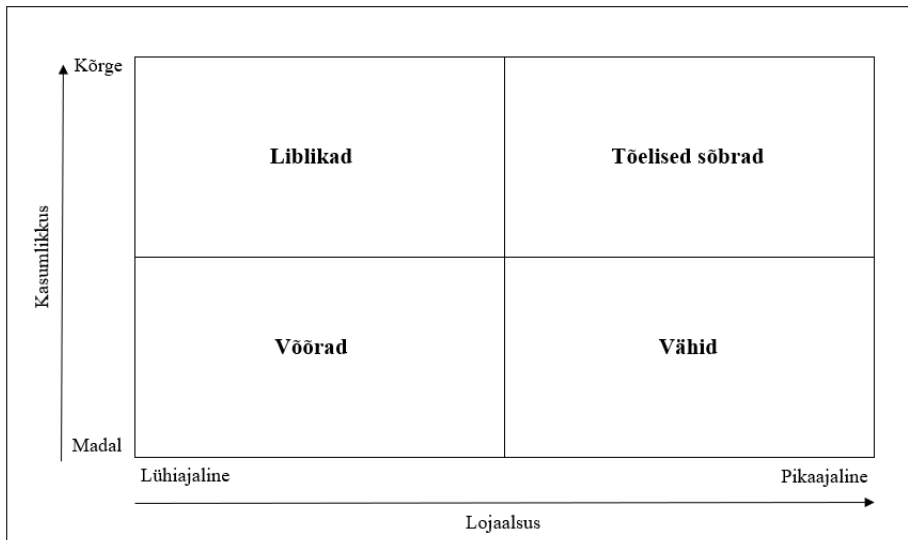 Kõrge
Liblikad
Tõelised sõbrad
Kasumlikkus
Võõrad
Vähid
Madal
Lühiajaline
Pikaajaline
Lojaalsus